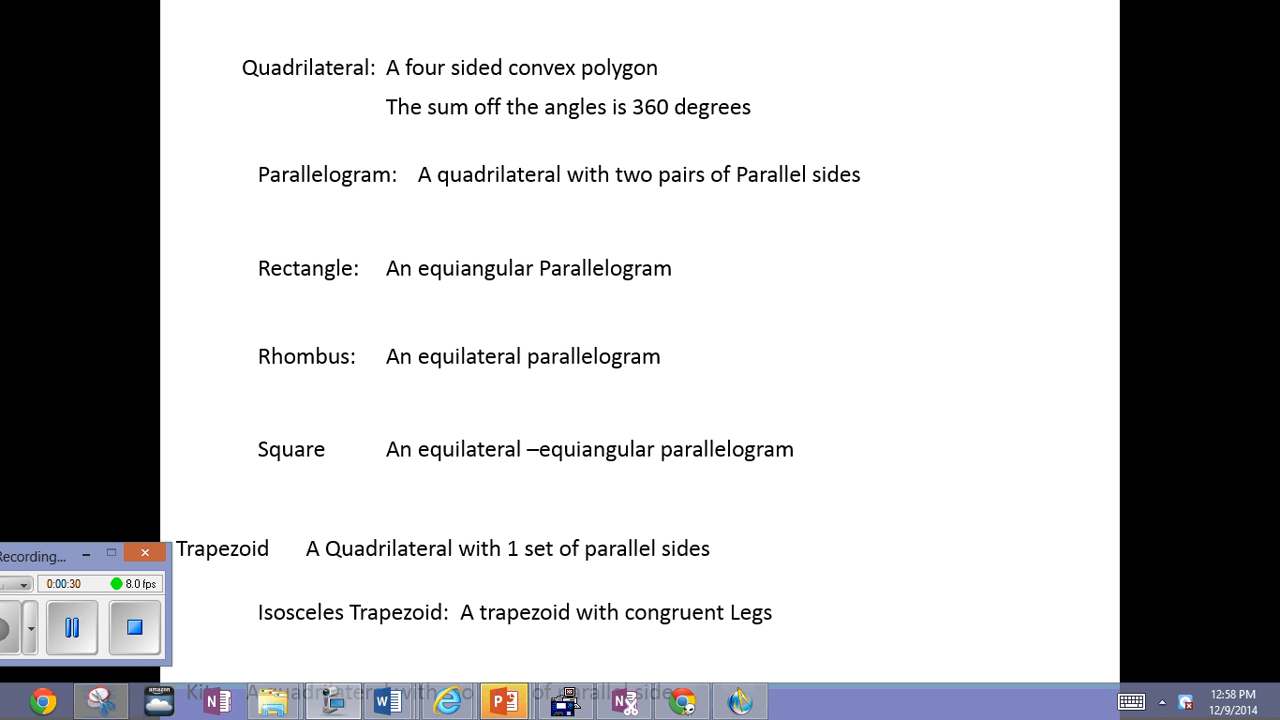 Quadrilateral: A four sided convex polygon
The sum off the angles is 360 degrees
Parallelogram: A quadrilateral with two pairs of Parallel sides
Rectangle: An equiangular Parallelogram
Rhombus: An equilateral parallelogram
Square An equilateral –equiangular parallelogram
Trapezoid A Quadrilateral with 1 set of parallel sides
Isosceles Trapezoid: A trapezoid with congruent Legs
Recording...
0:00:30 8.0 fps
amazon
12:58 PM
12/9/2014